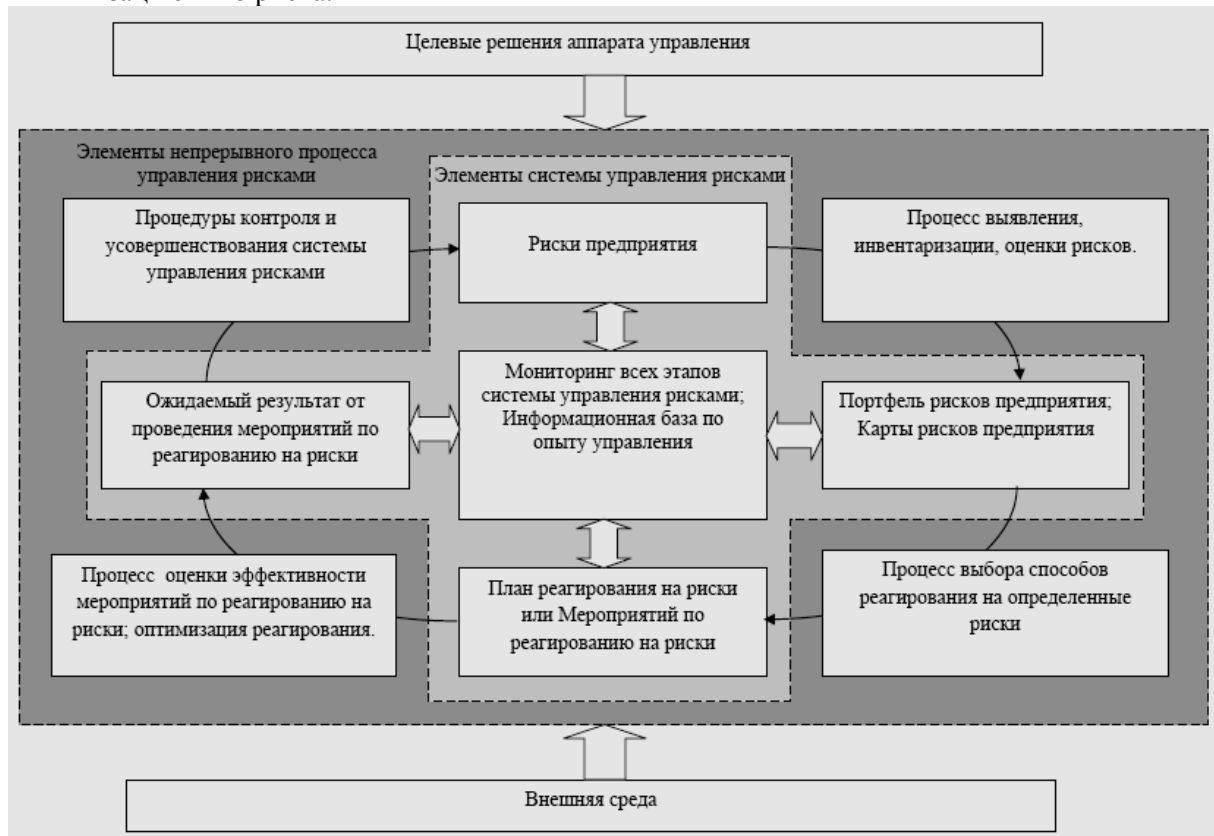 Целевые решения аппарата управления
Элементы непрерывного процесса
управления рисками
Элементы системы управления рисками
Процедуры контроля и
усовершенствования системы
управления рисками
Риски предприятия
Процесс выявления,
инвентаризации, оценки рисков.
Ожидаемый результат от
проведения мероприятий по
реагированию на риски
Мониторинг всех этапов
системы управления рисками;
Информационная база по
опыту управления
Портфель рисков предприятия;
Карты рисков предприятия
Процесс оценки эффективности
мероприятий по реагированию на
риски; оптимизация реагирования.
План реагирования на риски
или Мероприятий по
реагированию на риски
Процесс выбора способов
реагирования на определенные
риски
Внешняя среда